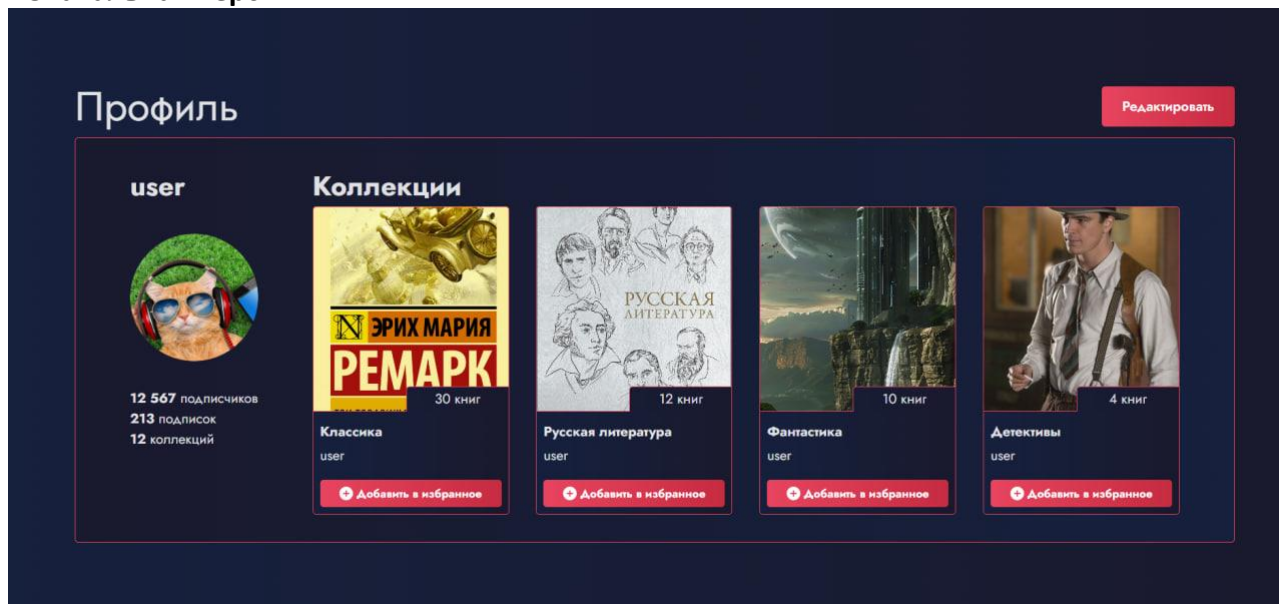 Профиль
Редактировать
user
12 567 подписчиков
213 подписок
12 коллекций
Коллекции
ЭРИХ МАРИЯ
РЕМАРК
30 книг
Классика
user
Добавить в избранное
РУССКАЯ
ЛИТЕРАТУРА
12 книг
Русская литература
user
Добавить в избранное
10 книг
Фантастика
user
Добавить в избранное
4 книг
Детективы
user
Добавить в избранное